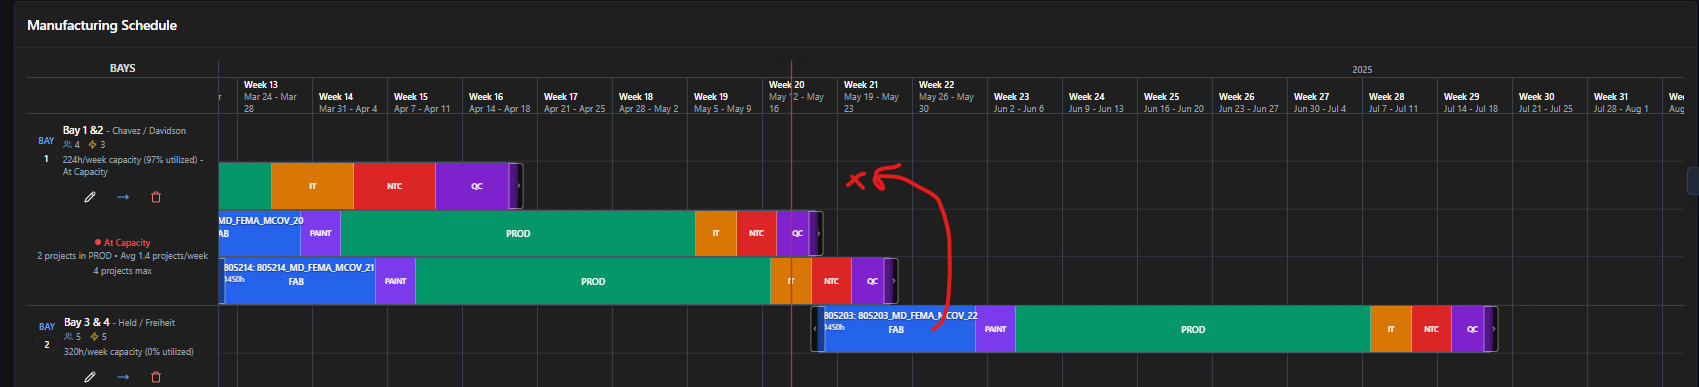 Manufacturing Schedule
BAYS
2025
Week 13
Mar 24 - Mar
28
Week 14
Mar 31 - Apr 4
Week 15
Apr 7 - Apr 11
Week 16
Apr 14 - Apr 18
Week 17
Apr 21 - Apr 25
Week 18
Apr 28 - May 2
Week 19
May 5 - May 9
Week 20
May 12 - May
16
Week 21
May 19 - May
23
Week 22
May 26 - May
30
Week 23
Jun 2 - Jun 6
Week 24
Jun 9 - Jun 13
Week 25
Jun 16 - Jun 20
Week 26
Jun 23 - Jun 27
Week 27
Jun 30 - Jul 4
Week 28
Jul 7 - Jul 11
Week 29
Jul 14 - Jul 18
Week 30
Jul 21 - Jul 25
Week 31
Jul 28 - Aug 1
Aug
BAY
1
Bay 1 &2 - Chavez / Davidson
4 3
224h/week capacity (97% utilized) -
At Capacity
At Capacity
2 projects in PROD • Avg 1.4 projects/week
4 projects max
IT NTC QC
MD_FEMA_MCOV_20
AB PAINT PROD IT NTC QC
805214: 805214_MD_FEMA_MCOV_21
1450h
FAB PAINT PROD IT NTC QC
BAY
2
Bay 3 & 4 - Held / Freiheit
5 5
320h/week capacity (0% utilized)
805203: 805203_MD_FEMA_MCOV_22
1450h
FAB PAINT PROD IT NTC QC